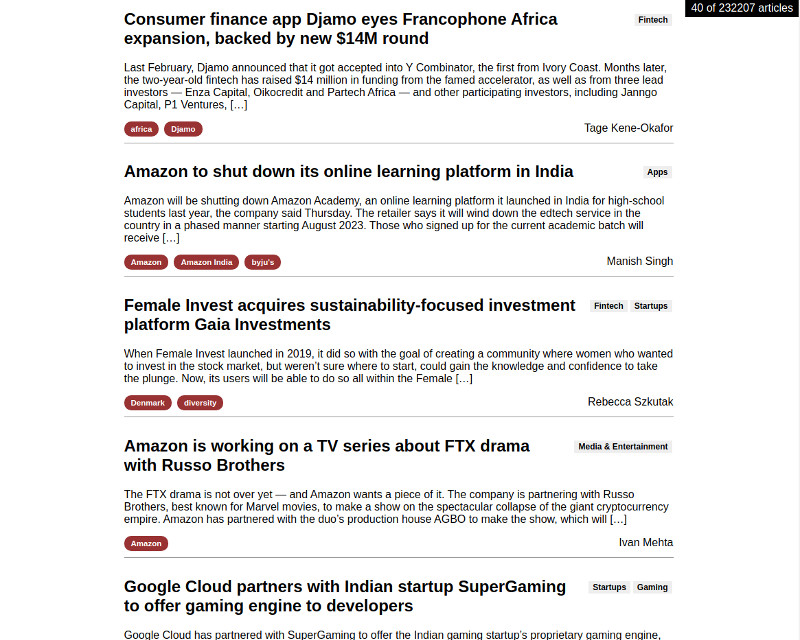 40 of 232207 articles
Consumer finance app Djamo eyes Francophone Africa
expansion, backed by new $14M round
Fintech
Last February, Djamo announced that it got accepted into Y Combinator, the first from Ivory Coast. Months later,
the two-year-old fintech has raised $14 million in funding from the famed accelerator, as well as from three lead
investors — Enza Capital, Oikocredit and Partech Africa — and other participating investors, including Janngo
Capital, P1 Ventures, […]
africa Djamo Tage Kene-Okafor
Amazon to shut down its online learning platform in India
Apps
Amazon will be shutting down Amazon Academy, an online learning platform it launched in India for high-school
students last year, the company said Thursday. The retailer says it will wind down the edtech service in the
country in a phased manner starting August 2023. Those who signed up for the current academic batch will
receive […]
Amazon Amazon India byju's Manish Singh
Female Invest acquires sustainability-focused investment
platform Gaia Investments
Fintech Startups
When Female Invest launched in 2019, it did so with the goal of creating a community where women who wanted
to invest in the stock market, but weren’t sure where to start, could gain the knowledge and confidence to take
the plunge. Now, its users will be able to do so all within the Female […]
Denmark diversity Rebecca Szkutak
Amazon is working on a TV series about FTX drama
with Russo Brothers
Media & Entertainment
The FTX drama is not over yet — and Amazon wants a piece of it. The company is partnering with Russo
Brothers, best known for Marvel movies, to make a show on the spectacular collapse of the giant cryptocurrency
empire. Amazon has partnered with the duo’s production house AGBO to make the show, which will […]
Amazon Ivan Mehta
Google Cloud partners with Indian startup SuperGaming
to offer gaming engine to developers
Startups Gaming
Google Cloud has partnered with SuperGaming to offer the Indian gaming startup’s proprietary gaming engine,